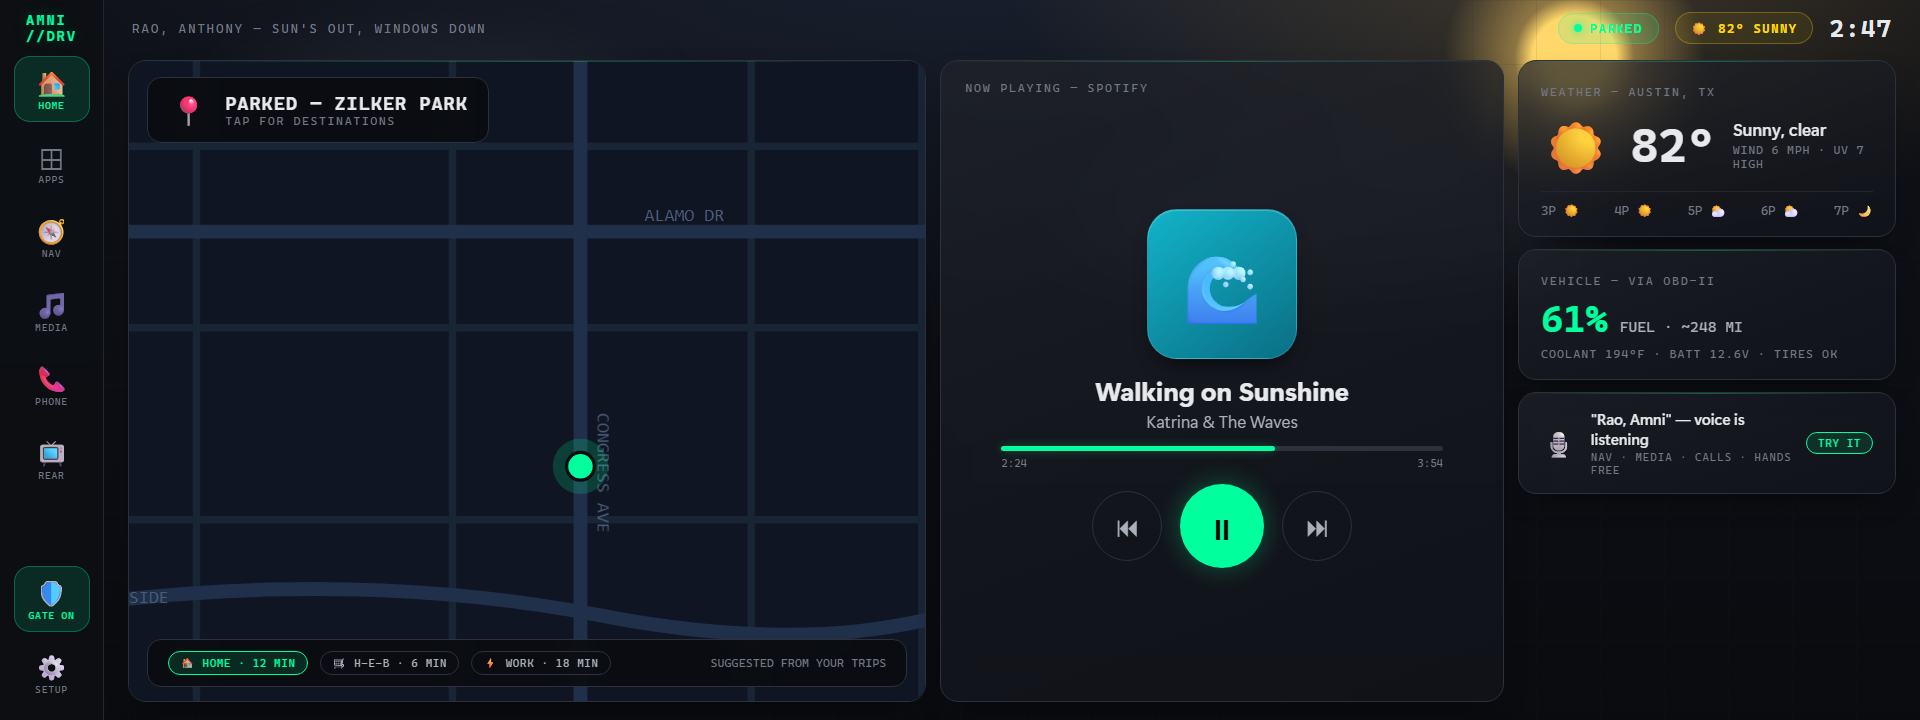 AMNI
//DRV
HOME
APPS
NAV
MEDIA
PHONE
REAR
GATE ON
SETUP
RAO, ANTHONY — SUN'S OUT, WINDOWS DOWN
PARKED
82° SUNNY
2:47
PARKED — ZILKER PARK
TAP FOR DESTINATIONS
ALAMO DR
CONGRESS AVE
SIDE
HOME · 12 MIN
H-E-B · 6 MIN
WORK · 18 MIN
SUGGESTED FROM YOUR TRIPS
NOW PLAYING — SPOTIFY
Walking on Sunshine
Katrina & The Waves
2:24
3:54
WEATHER — AUSTIN, TX
82°
Sunny, clear
WIND 6 MPH · UV 7
HIGH
3P
4P
5P
6P
7P
VEHICLE — VIA OBD-II
61% FUEL · ~248 MI
COOLANT 194°F · BATT 12.6V · TIRES OK
"Rao, Amni" — voice is
listening
NAV · MEDIA · CALLS · HANDS
FREE
TRY IT